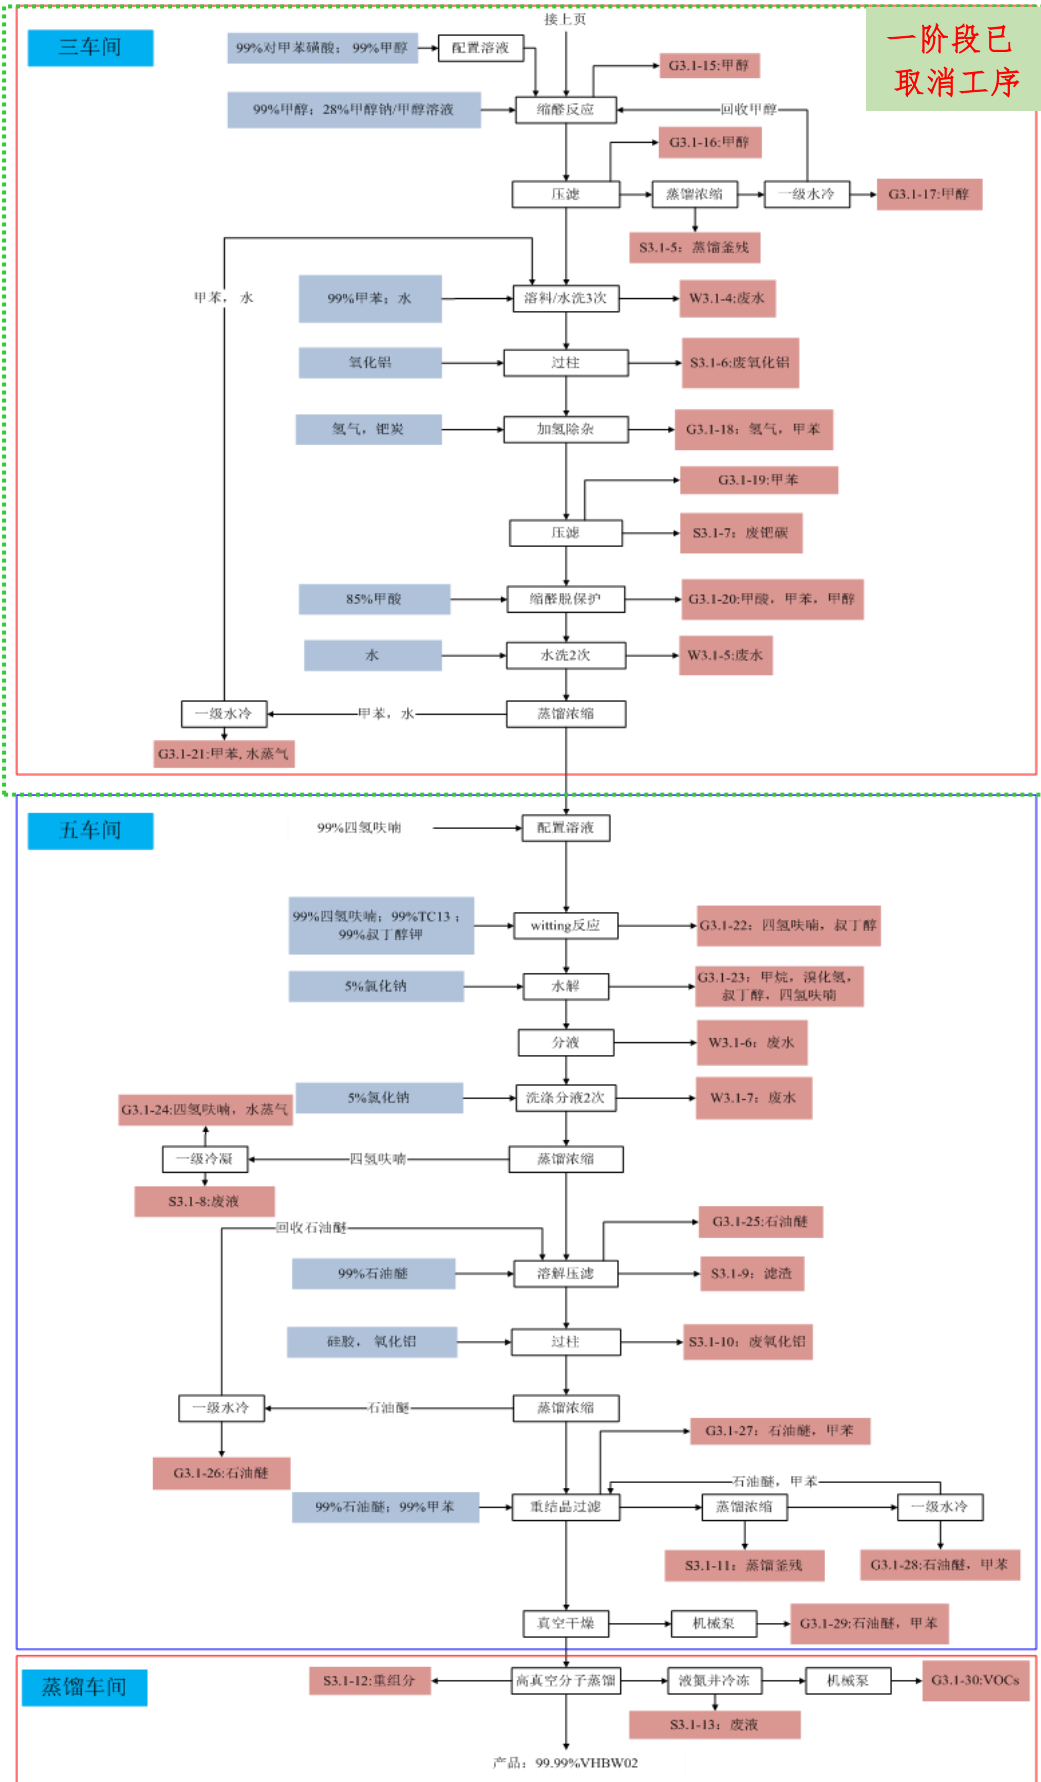 接上页
一阶段已
取消工序
三车间
99%对甲苯磺酸；99%甲醇
配置溶液
G3.1-15:甲醇
99%甲醇；28%甲醇钠/甲醇溶液
缩醛反应
回收甲醇
G3.1-16:甲醇
压滤
蒸馏浓缩
一级水冷
G3.1-17:甲醇
S3.1-5：蒸馏釜残
甲苯，水
99%甲苯；水
溶料/水洗3次
W3.1-4:废水
氧化铝
过柱
S3.1-6:废氧化铝
氢气，钯炭
加氢除杂
G3.1-18：氢气，甲苯
G3.1-19:甲苯
压滤
S3.1-7：废钯碳
85%甲酸
缩醛脱保护
G3.1-20:甲酸，甲苯，甲醇
水
水洗2次
W3.1-5:废水
一级水冷
甲苯，水
蒸馏浓缩
G3.1-21:甲苯,水蒸气
五车间
99%四氢呋喃
配置溶液
99%四氢呋喃；99%TC13；
99%叔丁醇钾
witting反应
G3.1-22：四氢呋喃，叔丁醇
5%氯化钠
水解
G3.1-23：甲烷，溴化氢，
叔丁醇，四氢呋喃
分液
W3.1-6：废水
5%氯化钠
洗涤分液2次
W3.1-7：废水
G3.1-24:四氢呋喃，水蒸气
一级冷凝
四氢呋喃
蒸馏浓缩
S3.1-8:废液
回收石油醚
G3.1-25:石油醚
99%石油醚
溶解压滤
S3.1-9：滤渣
硅胶，氧化铝
过柱
S3.1-10：废氧化铝
一级水冷
石油醚
蒸馏浓缩
G3.1-27：石油醚，甲苯
G3.1-26:石油醚
石油醚，甲苯
99%石油醚；99%甲苯
重结晶过滤
蒸馏浓缩
一级水冷
S3.1-11：蒸馏釜残
G3.1-28:石油醚，甲苯
真空干燥
机械泵
G3.1-29:石油醚，甲苯
蒸馏车间
S3.1-12:重组分
高真空分子蒸馏
液氮井冷冻
机械泵
G3.1-30:VOCs
S3.1-13：废液
产品：99.99%VHBW02